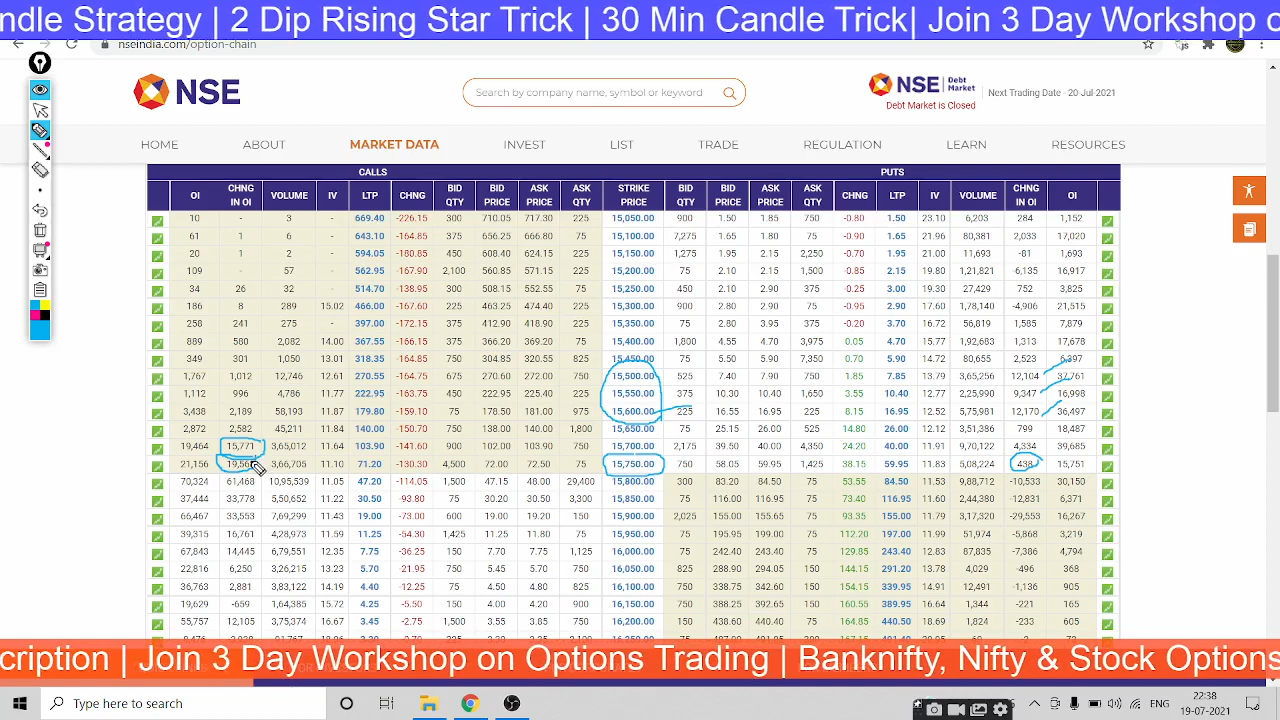 ndle Strategy | 2 Dip Rising Star Trick | 30 Min Candle Trick| Join 3 Day Workshop o
nseindia.com/option-chain
NSE
Search by company name, symbol or keyword
NSE Debt Market
Debt Market is Closed
Next Trading Date - 20-Jul-2021
HOME ABOUT MARKET DATA INVEST LIST TRADE REGULATION LEARN RESOURCES
CALLS PUTS
OI CHNG IN OI VOLUME IV LTP CHNG BID QTY BID PRICE ASK PRICE ASK QTY STRIKE PRICE BID QTY BID PRICE ASK PRICE ASK QTY CHNG LTP IV VOLUME CHNG IN OI OI
10 - 3 - 669.40 -226.15 300 710.05 717.30 225 15,050.00 900 1.50 1.85 750 -0.80 1.50 23.10 6,203 284 1,152
61 1 6 - 643.10 -164.85 375 656.25 666.80 75 15,100.00 7,275 1.65 1.80 75 -0.90 1.65 21.96 80,381 2,033 17,020
20 1 2 - 594.05 -180.85 450 608.40 624.15 225 15,150.00 1,275 1.95 2.15 2,250 -0.70 1.95 21.00 11,693 -81 1,693
109 - 57 - 562.95 -167.90 2,100 560.85 571.15 225 15,200.00 75 2.10 2.15 1,500 -0.85 2.15 19.80 1,21,821 -6,135 16,917
34 26 32 - 514.70 -138.95 450 508.15 552.55 75 15,250.00 450 2.10 2.75 375 -0.25 3.00 19.30 27,429 752 3,825
186 8 289 15.02 466.00 -167.60 225 463.25 474.40 225 15,300.00 900 2.80 2.90 75 -0.95 2.90 17.60 1,78,140 -4,906 21,515
258 241 275 - 397.00 -172.15 375 412.90 418.90 225 15,350.00 75 2.80 3.95 375 -0.20 3.70 16.72 56,819 1,585 7,879
889 580 2,082 14.00 367.55 -166.15 375 366.20 369.20 75 15,400.00 1,800 4.55 4.70 3,975 0.05 4.70 15.77 1,92,683 1,313 17,678
349 301 1,050 13.01 318.35 -164.85 750 310.65 320.55 825 15,450.00 75 5.50 5.90 7,350 0.70 5.90 14.72 80,655 2,523 6,397
1,767 1,012 12,746 12.61 270.55 -164.75 675 270.60 272.00 750 15,500.00 525 7.40 7.90 750 1.85 7.85 13.79 3,65,256 12,104 37,761
1,112 996 4,786 11.77 222.95 -163.75 450 222.95 225.40 750 15,550.00 375 10.30 10.40 1,650 3.55 10.40 12.77 2,25,990 9,347 16,998
3,438 2,189 58,193 11.87 179.80 -159.10 75 178.50 181.00 975 15,600.00 225 16.55 16.95 225 8.15 16.95 12.52 5,75,981 12,170 36,497
2,872 2,582 45,211 11.84 140.00 -150.70 750 138.00 140.00 1,800 15,650.00 225 25.15 26.00 525 14.80 26.00 12.12 3,51,386 799 18,487
19,464 15,771 3,65,012 11.64 103.90 -141.60 900 102.00 103.90 750 15,700.00 2,175 39.50 40.00 4,350 24.20 40.00 11.91 9,70,122 4,334 39,685
21,156 3,66,705 11.70 71.20 -130.30 4,500 72.00 72.50 75 15,750.00 750 58.05 59.95 1,425 38.15 59.95 11.83 5,08,224 438 15,751
70,324 61,468 10,95,539 11.05 47.20 -114.05 1,500 47.15 48.00 29,400 15,800.00 300 83.20 84.50 75 53.55 84.50 11.53 9,88,712 -10,533 30,150
37,444 33,778 5,50,652 11.22 30.50 -93.80 75 30.20 30.50 3,300 15,850.00 75 116.00 116.95 75 73.40 116.95 11.60 2,44,380 -12,831 6,371
66,467 33,553 7,69,299 11.43 19.00 -73.00 600 19.00 19.20 150 15,900.00 2,025 155.00 155.65 75 93.35 155.00 11.79 3,17,320 -29,553 16,267
39,315 16,761 4,28,973 11.59 11.25 -54.30 1,425 11.25 11.80 75 15,950.00 75 195.95 199.00 75 112.20 197.00 11.99 51,974 -5,868 3,219
67,843 14,445 6,79,551 12.35 7.75 -36.25 150 7.70 7.75 1,125 16,000.00 75 242.40 243.40 75 129.85 243.40 12.83 87,835 -7,386 4,794
22,816 6,250 3,26,215 13.23 5.70 21.95 550 5.45 5.70 750 16,050.00 825 288.90 294.05 150 144.15 291.20 13.78 4,029 -496 368
36,763 2,881 3,83,122 14.19 4.40 -12.25 150 4.00 4.50 825 16,100.00 750 338.75 342.60 150 154.15 339.95 14.91 12,491 -1,136 905
19,629 -659 1,64,385 15.72 4.25 -5.50 150 4.00 4.20 900 16,150.00 750 388.25 392.65 150 160.55 389.95 16.64 1,344 -221 165
55,757 12,105 3,75,374 16.67 3.45 -2.75 1,500 3.55 3.85 750 16,200.00 150 438.60 440.40 75 164.85 440.50 18.69 1,824 -233 605
cription | Join 3 Day Workshop on Options Trading | Banknifty, Nifty & Stock Options
Type here to search
22:38
19-07-2021